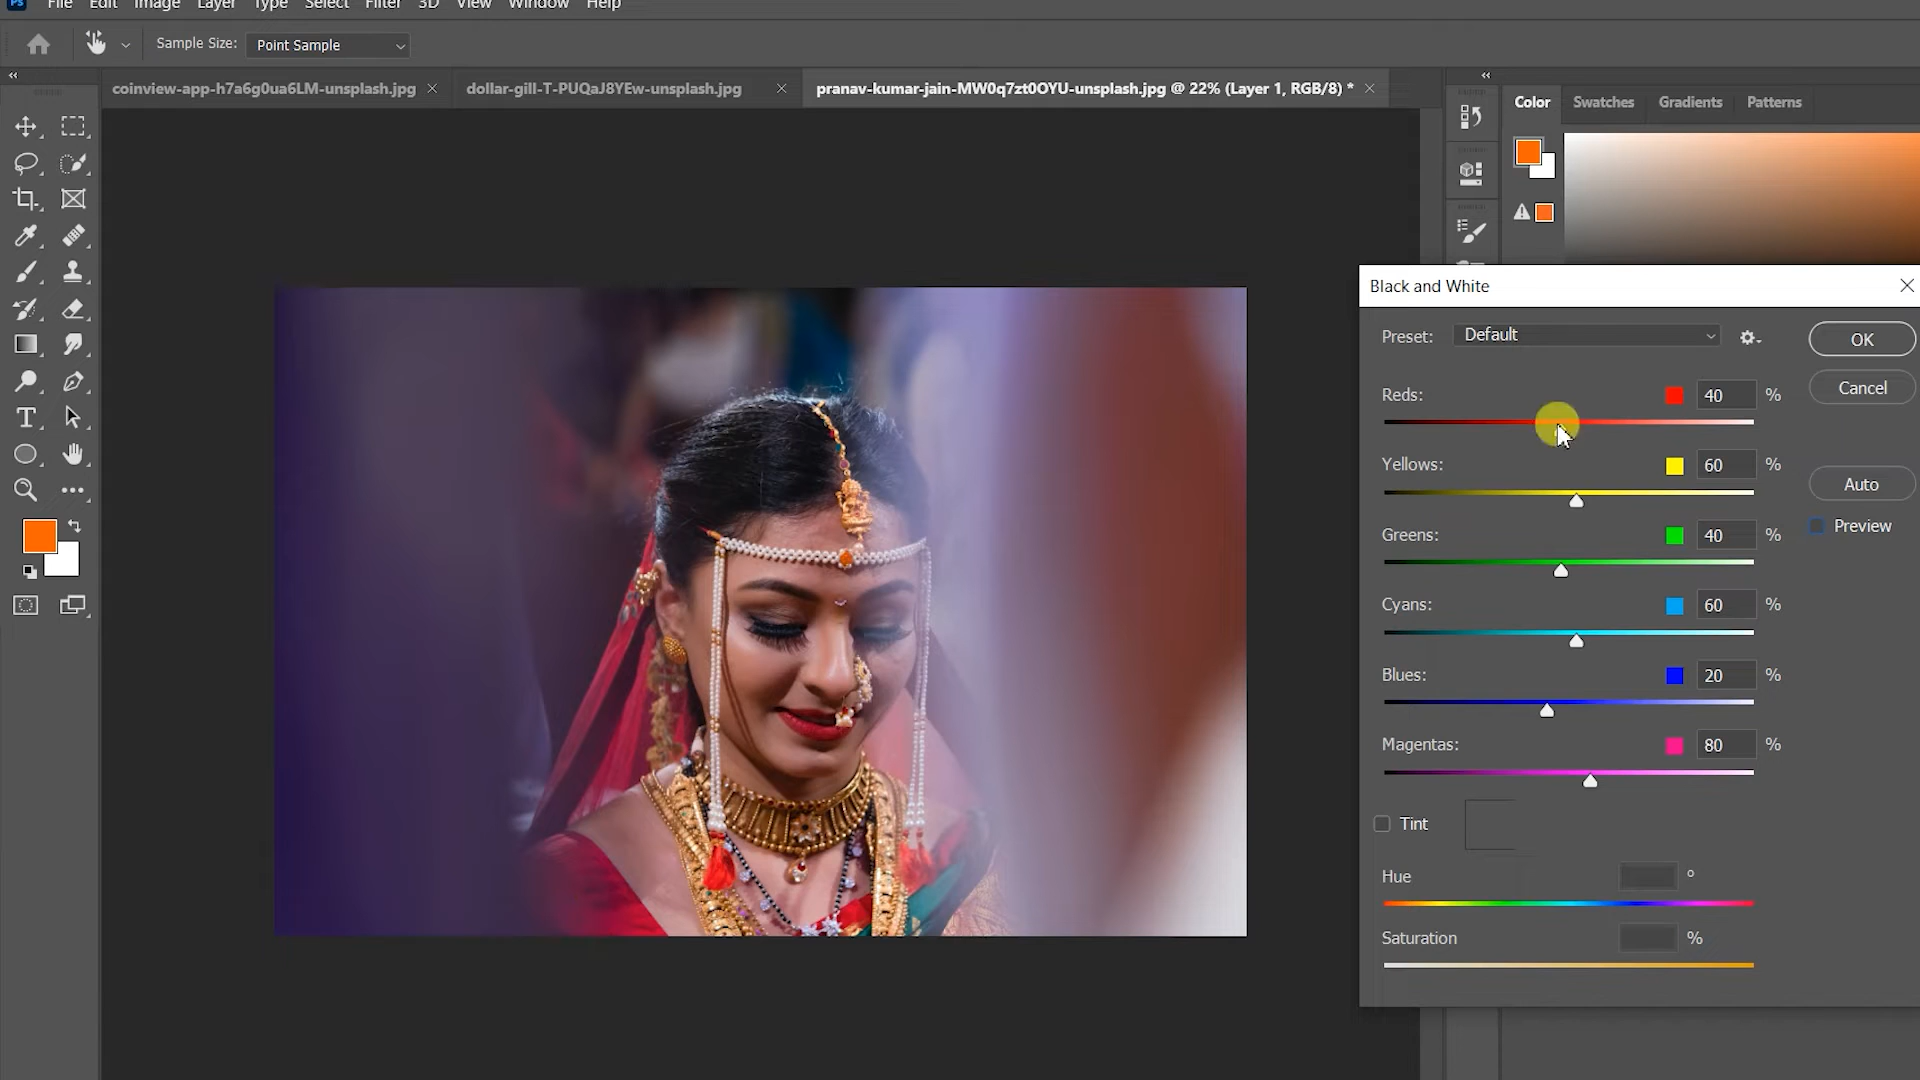 Ps File Edit Image Layer Type Select Filter 3D View Window Help
Sample Size: Point Sample
coinview-app-h7a6g0ua6LM-unsplash.jpg dollar-gill-T-PUQaJ8YEw-unsplash.jpg pranav-kumar-jain-MW0q7zt0OYU-unsplash.jpg @ 22% (Layer 1, RGB/8) *
Color Swatches Gradients Patterns
Black and White
Preset: Default
OK
Cancel
Reds: 40 %
Yellows: 60 %
Auto
Greens: 40 %
Preview
Cyans: 60 %
Blues: 20 %
Magentas: 80 %
Tint
Hue °
Saturation %
T